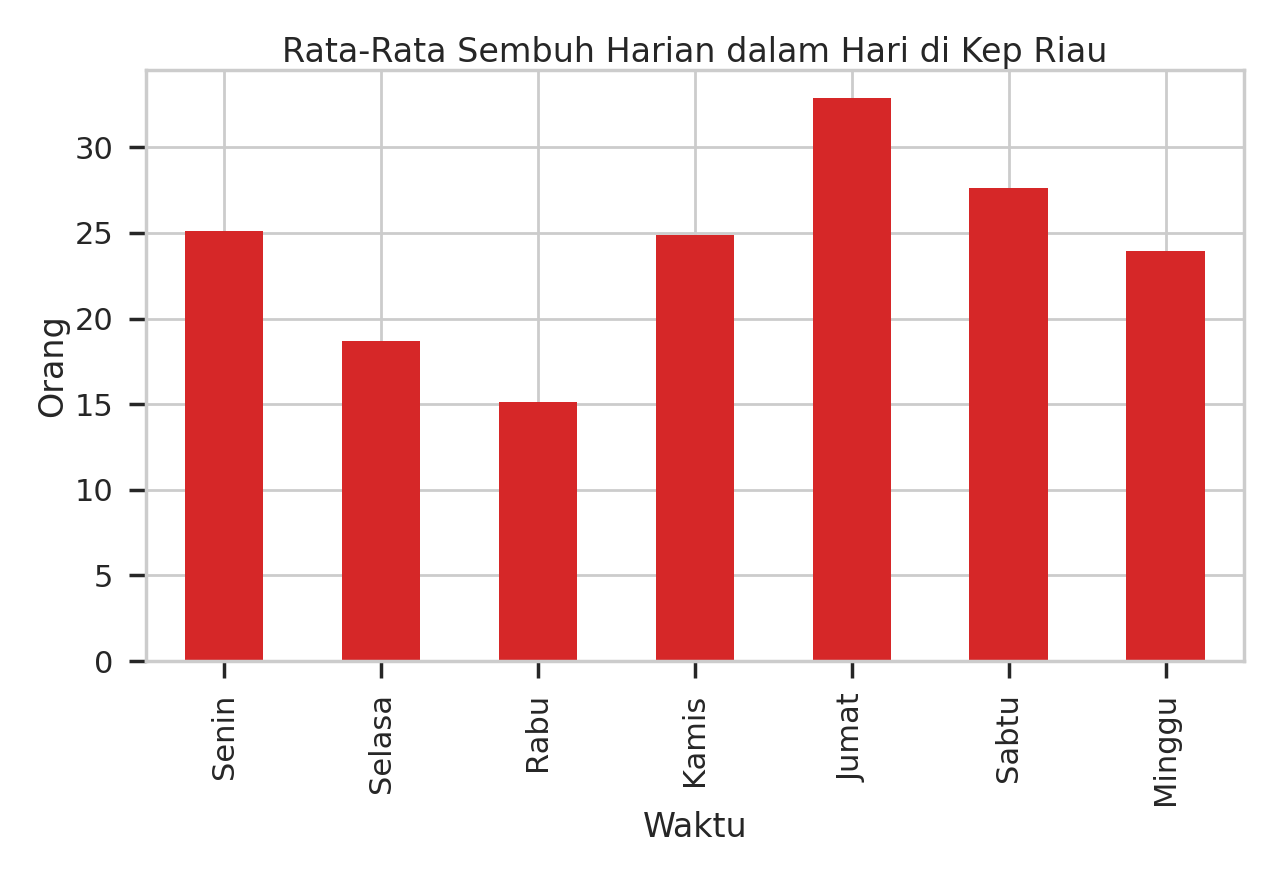 Rata-Rata Sembuh Harian dalam Hari di Kep Riau
Orang
30
25
20
15
10
5
0
Senin
Selasa
Rabu
Kamis
Jumat
Sabtu
Minggu
Waktu